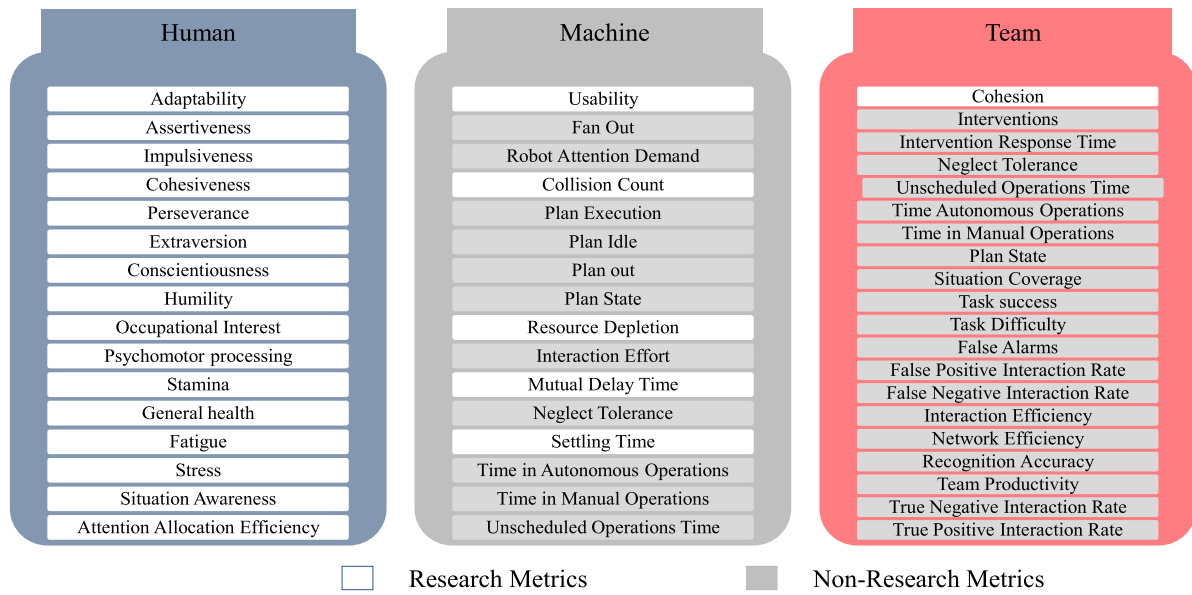 Human
Adaptability
Assertiveness
Impulsiveness
Cohesiveness
Perseverance
Extraversion
Conscientiousness
Humility
Occupational Interest
Psychomotor processing
Stamina
General health
Fatigue
Stress
Situation Awareness
Attention Allocation Efficiency
Machine
Usability
Fan Out
Robot Attention Demand
Collision Count
Plan Execution
Plan Idle
Plan out
Plan State
Resource Depletion
Interaction Effort
Mutual Delay Time
Neglect Tolerance
Settling Time
Time in Autonomous Operations
Time in Manual Operations
Unscheduled Operations Time
Team
Cohesion
Interventions
Intervention Response Time
Neglect Tolerance
Unscheduled Operations Time
Time Autonomous Operations
Time in Manual Operations
Plan State
Situation Coverage
Task success
Task Difficulty
False Alarms
False Positive Interaction Rate
False Negative Interaction Rate
Interaction Efficiency
Network Efficiency
Recognition Accuracy
Team Productivity
True Negative Interaction Rate
True Positive Interaction Rate
Research Metrics
Non-Research Metrics